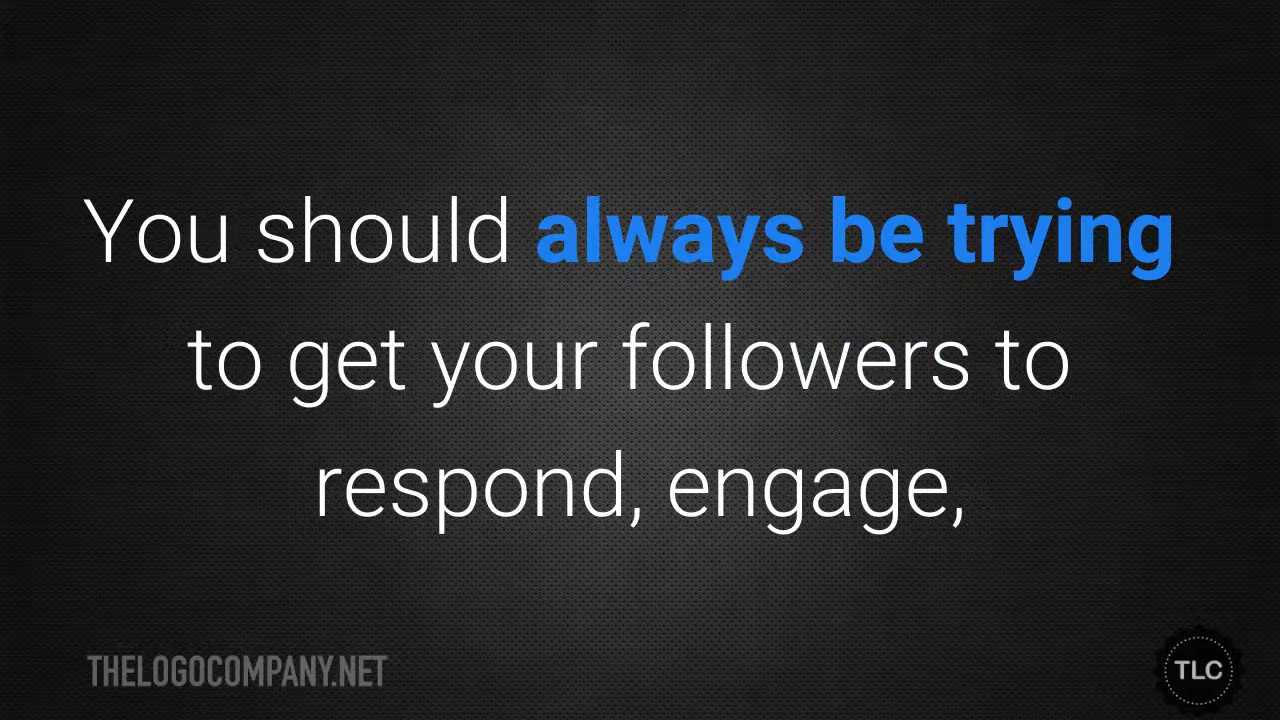 You should always be trying
to get your followers to
respond, engage,
THELOGOCOMPANY.NET
TLC